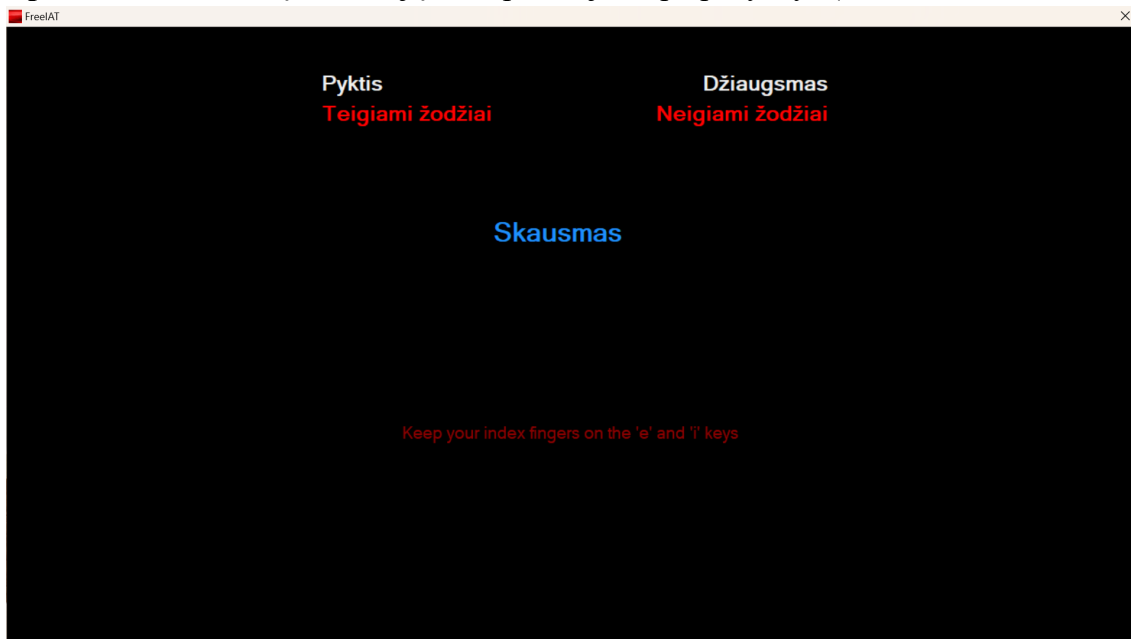 FreeIAT
Pyktis Džiaugsmas
Teigiami žodžiai Neigiami žodžiai
Skausmas
Keep your index fingers on the 'e' and 'i' keys